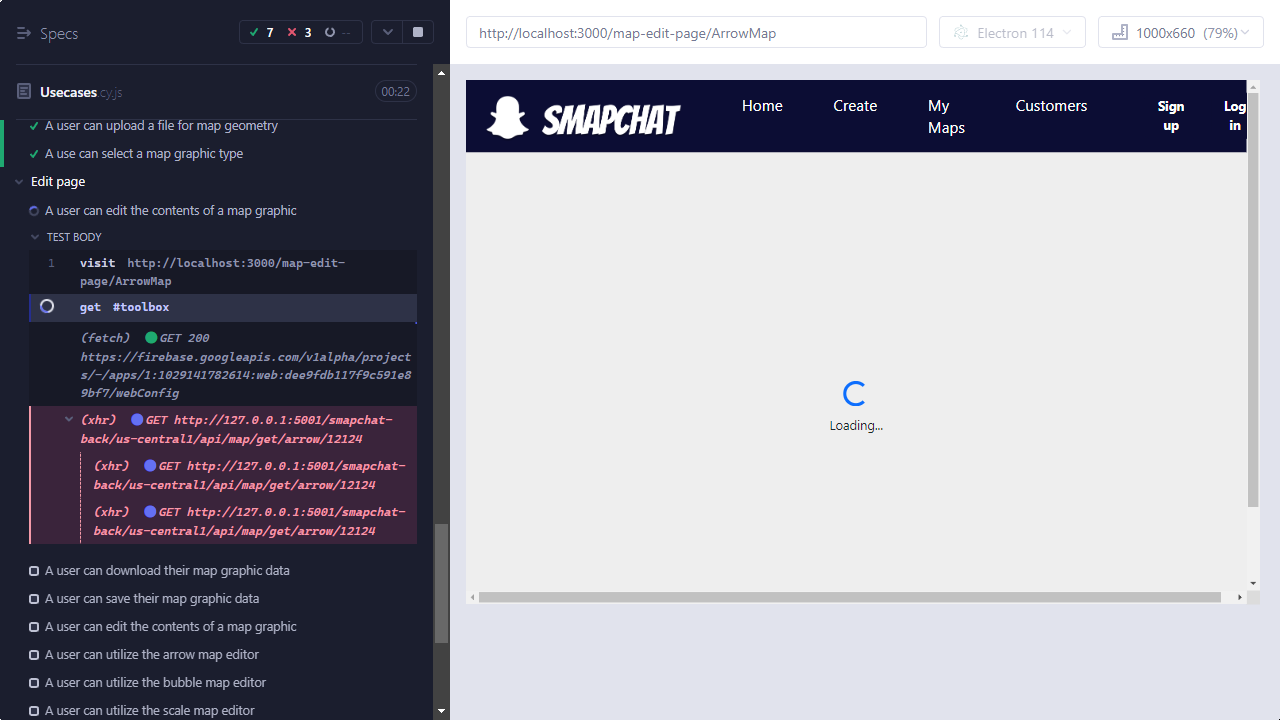 Specs
7
3
--
Usecases.cy.js
00:22
A user can upload a file for map geometry
A use can select a map graphic type
Edit page
A user can edit the contents of a map graphic
TEST BODY
1
visit http://localhost:3000/map-edit-
page/ArrowMap
get #toolbox
(fetch) GET 200
https://firebase.googleapis.com/v1alpha/project
s/-/apps/1:1029141782614:web:dee9fdb117f9c591e8
9bf7/webConfig
(xhr) GET http://127.0.0.1:5001/smapchat-
back/us-central1/api/map/get/arrow/12124
(xhr) GET http://127.0.0.1:5001/smapchat-
back/us-central1/api/map/get/arrow/12124
(xhr) GET http://127.0.0.1:5001/smapchat-
back/us-central1/api/map/get/arrow/12124
A user can download their map graphic data
A user can save their map graphic data
A user can edit the contents of a map graphic
A user can utilize the arrow map editor
A user can utilize the bubble map editor
A user can utilize the scale map editor
http://localhost:3000/map-edit-page/ArrowMap
Electron 114
1000x660 (79%)
SMAPCHAT
Home
Create
My
Maps
Customers
Sign
up
Log
in
Loading...